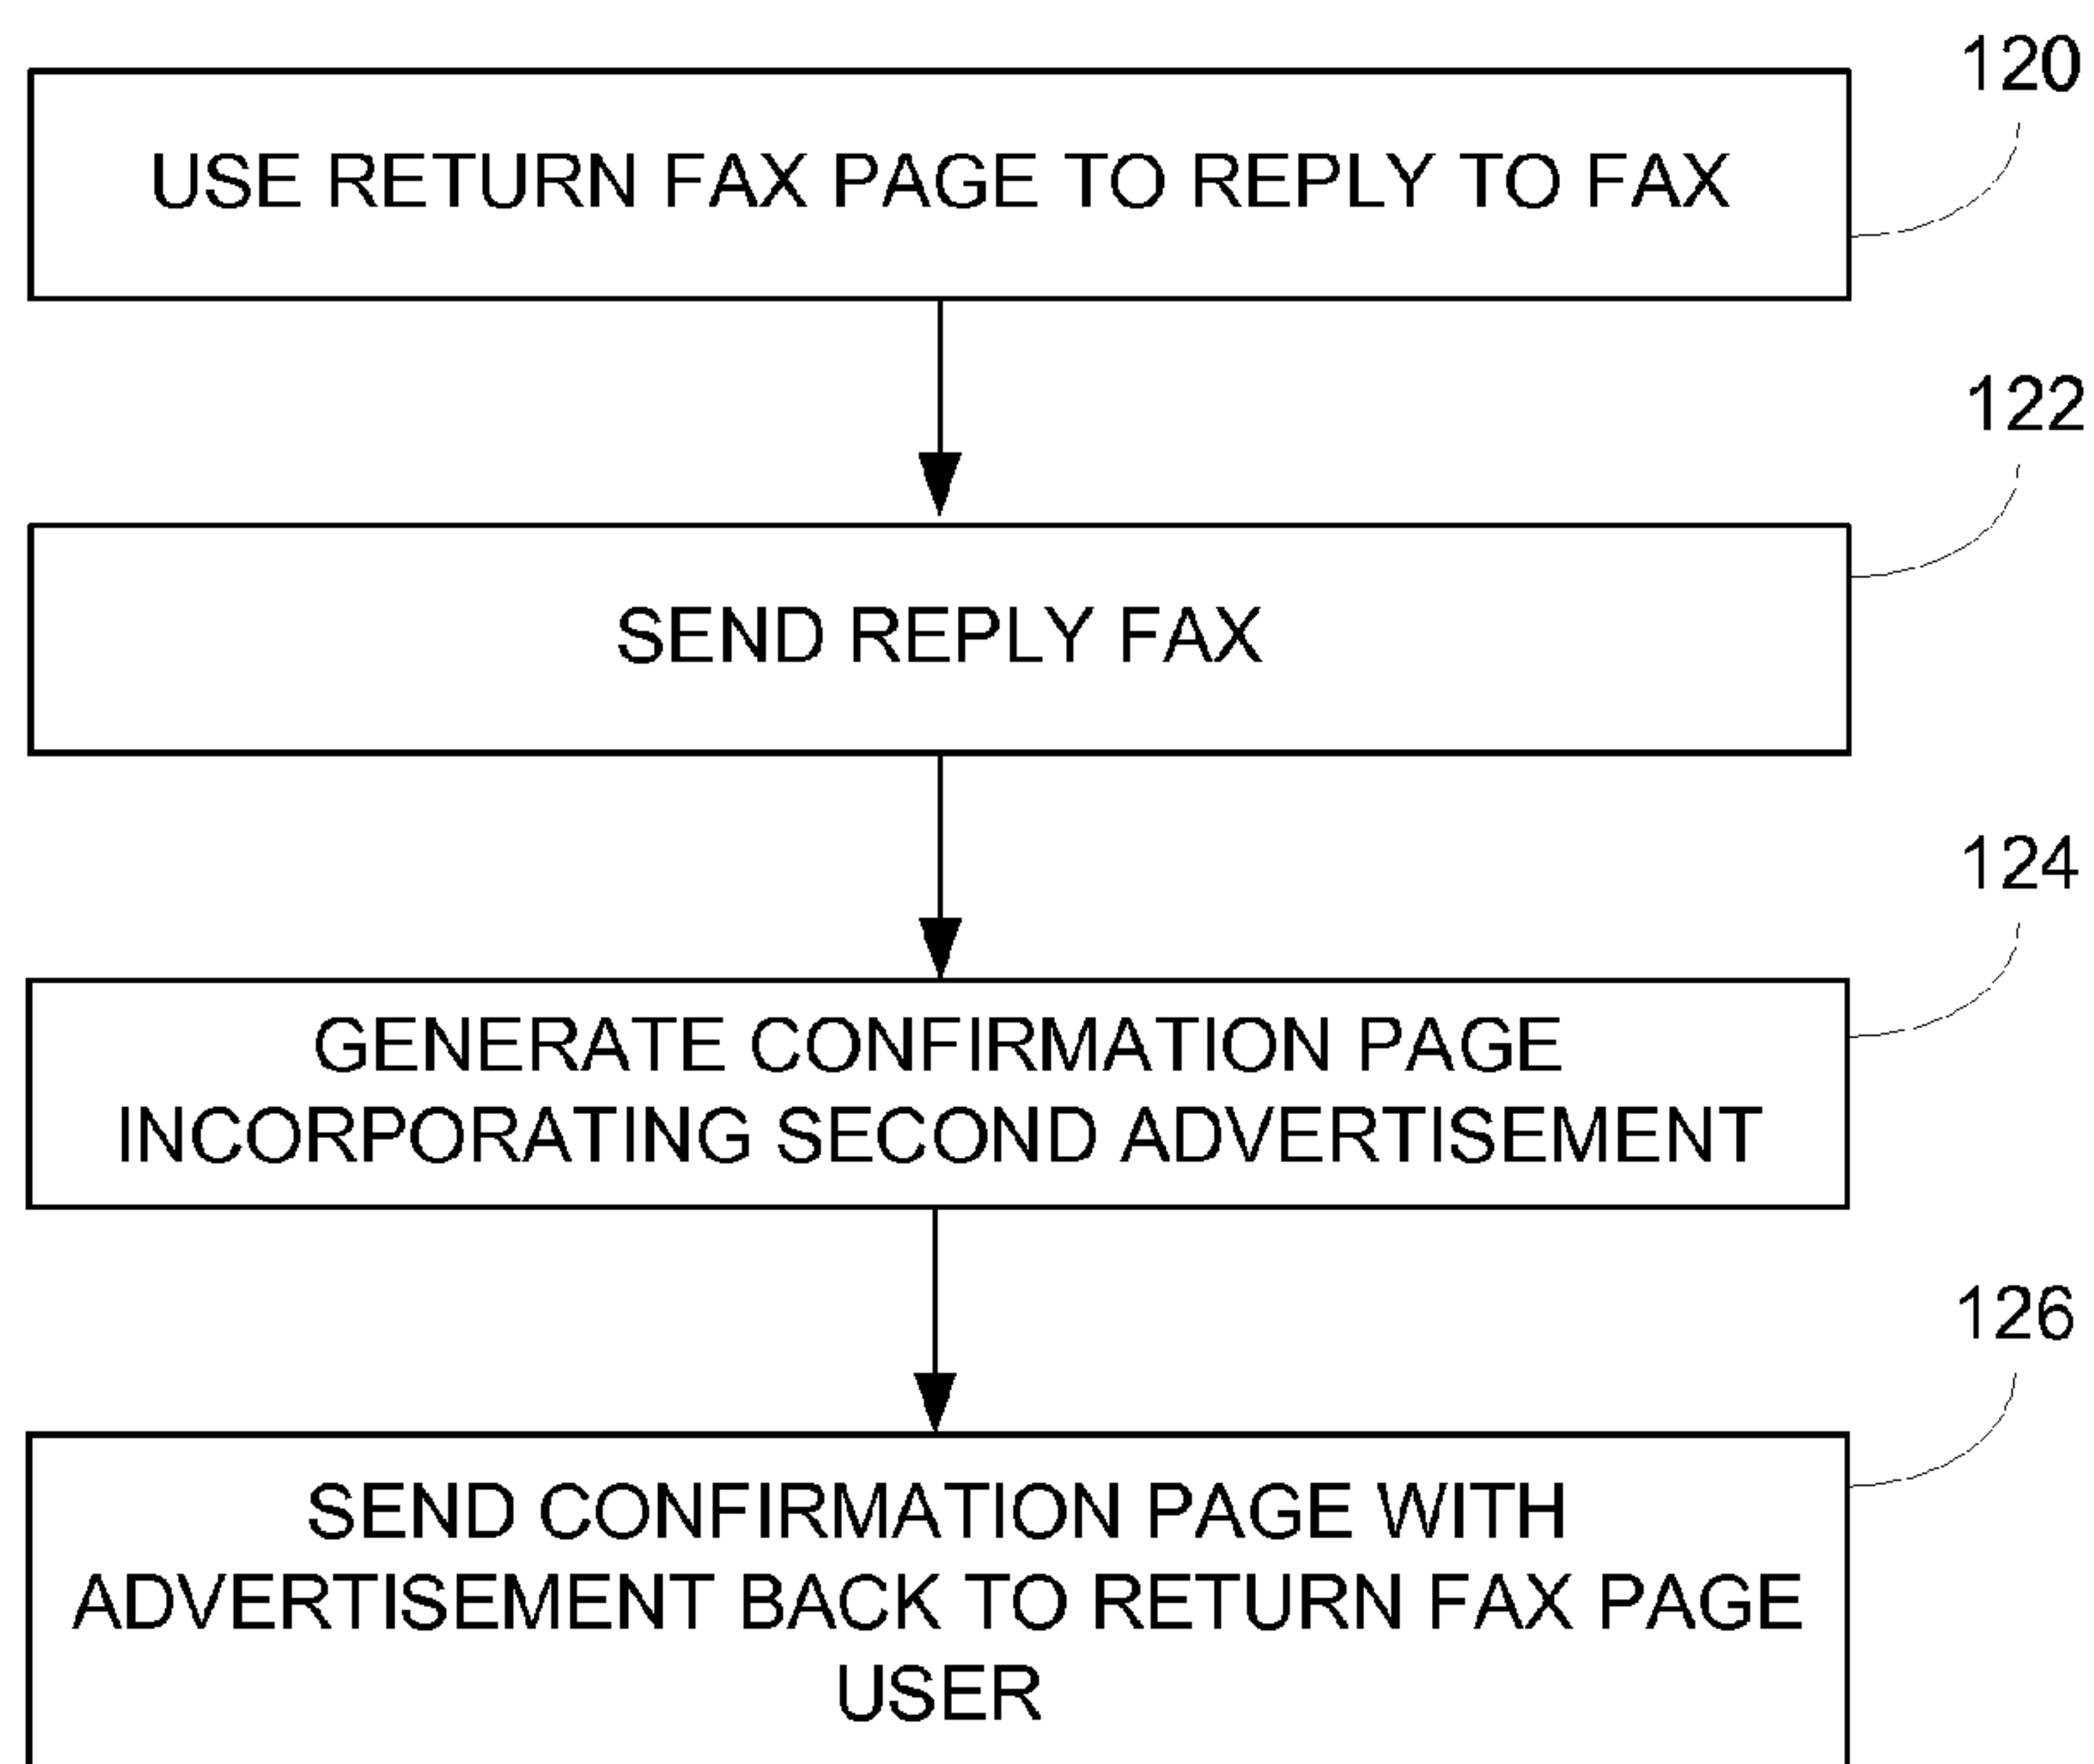 120
USE RETURN FAX PAGE TO REPLY TO FAX
122
SEND REPLY FAX
124
GENERATE CONFIRMATION PAGE
INCORPORATING SECOND ADVERTISEMENT
126
SEND CONFIRMATION PAGE WITH
ADVERTISEMENT BACK TO RETURN FAX PAGE
USER